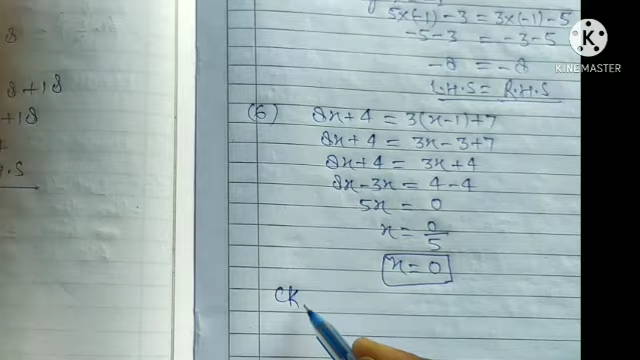 8
8+18
+18
.S
5x(-1)-3 = 3x(-1)-5
-5-3 = -3-5
-8 = -8
L.H.S = R.H.S
KINEMASTER
(6) 8x+4 = 3(x-1)+7
8x+4 = 3x-3+7
8x+4 = 3x+4
8x-3x = 4-4
5x = 0
x = 0/5
x = 0
CK